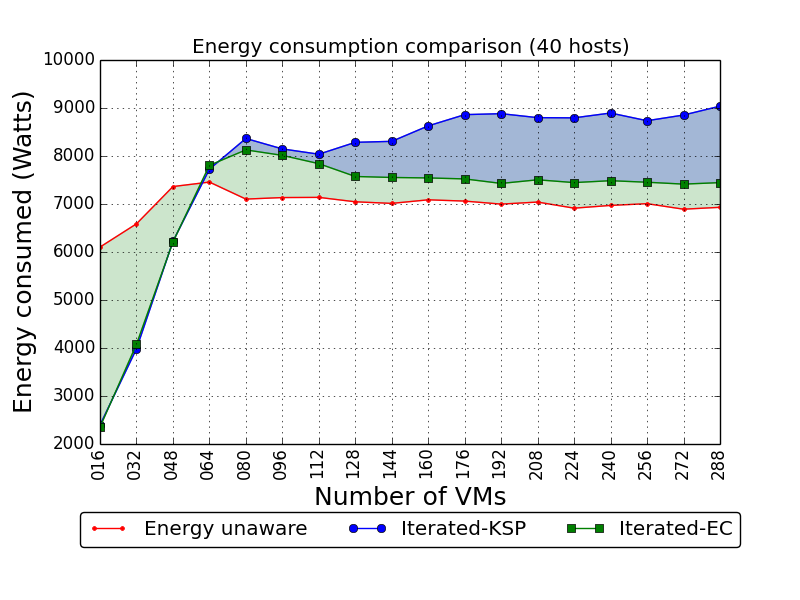 Energy consumption comparison (40 hosts)
10000
9000
8000
7000
6000
5000
4000
3000
2000
Energy consumed (Watts)
016 032 048 064 080 096 112 128 144 160 176 192 208 224 240 256 272 288
Number of VMs
Energy unaware Iterated-KSP Iterated-EC